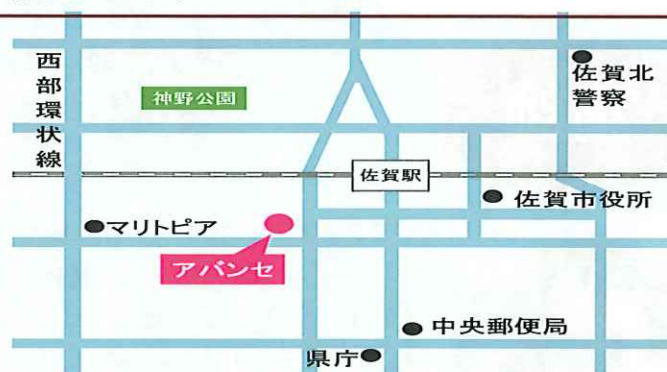 西部環状線
神野公園
佐賀北
警察
佐賀駅
佐賀市役所
マリトピア
アバンセ
中央郵便局
県庁